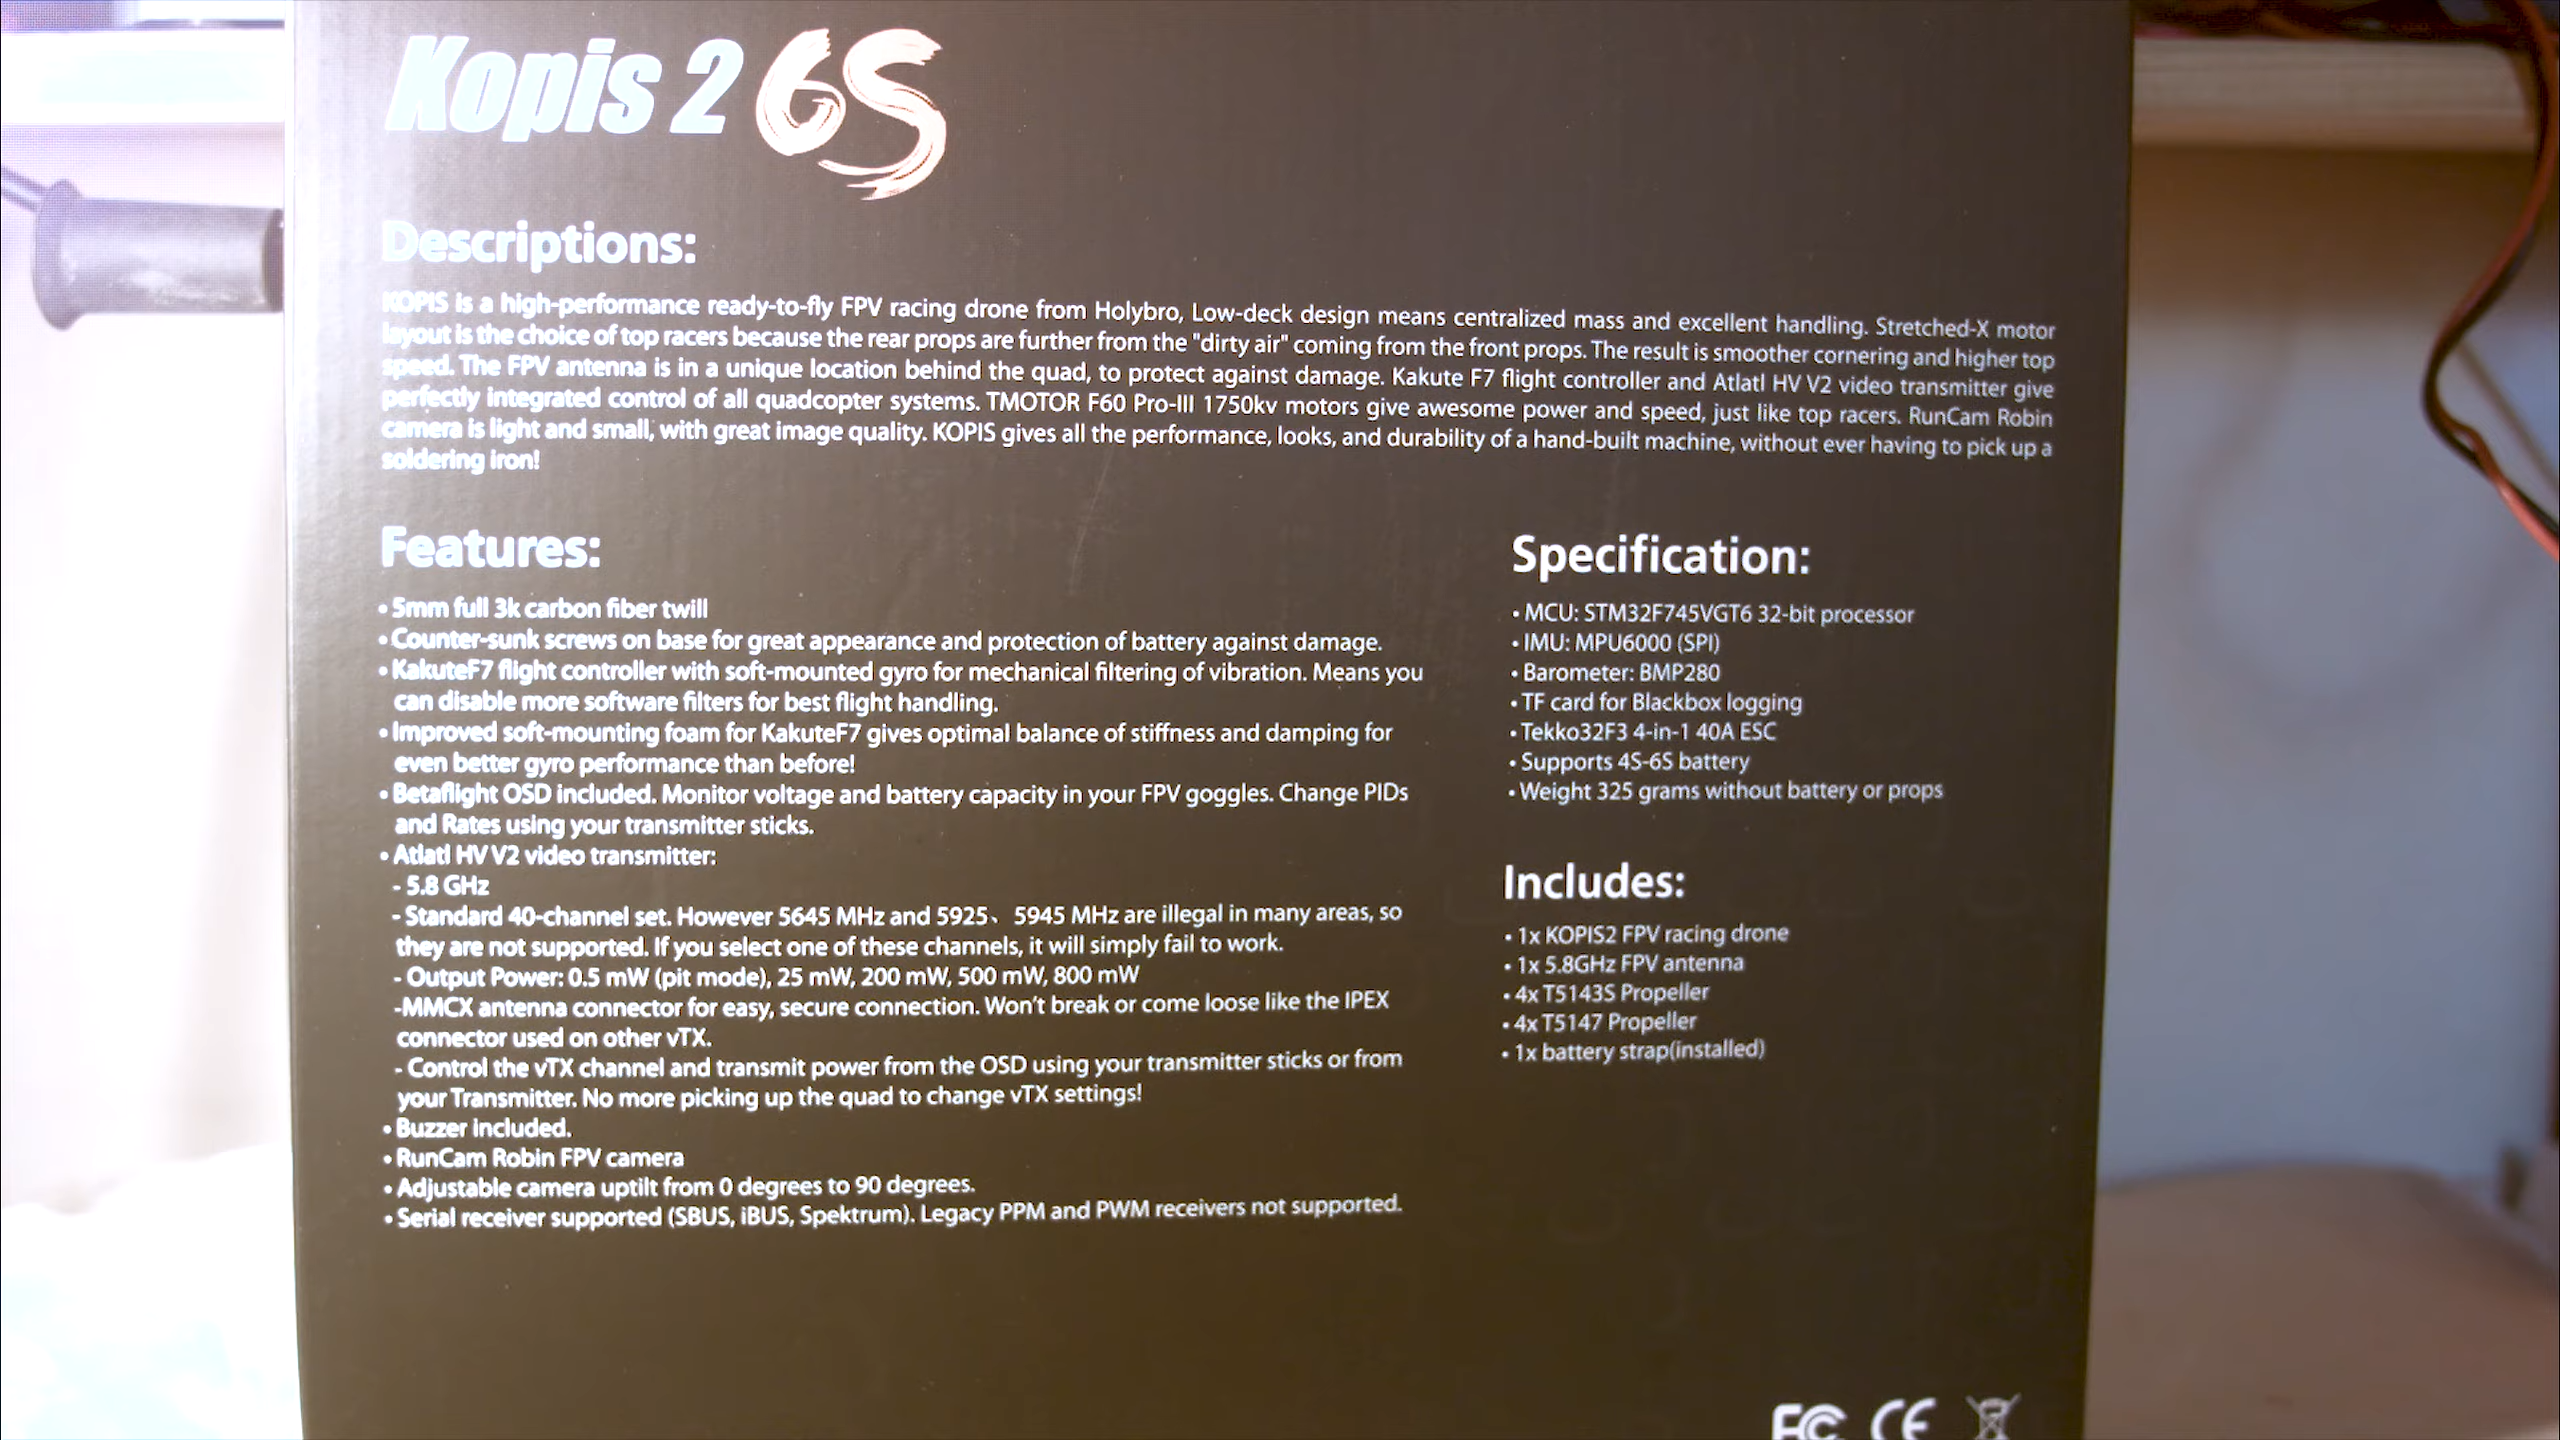 Kopis 2 6S
Descriptions:
KOPIS is a high-performance ready-to-fly FPV racing drone from Holybro, Low-deck design means centralized mass and excellent handling. Stretched-X motor
layout is the choice of top racers because the rear props are further from the "dirty air" coming from the front props. The result is smoother cornering and higher top
speed. The FPV antenna is in a unique location behind the quad, to protect against damage. Kakute F7 flight controller and Atlatl HV V2 video transmitter give
perfectly integrated control of all quadcopter systems. TMOTOR F60 Pro-III 1750kv motors give awesome power and speed, just like top racers. RunCam Robin
camera is light and small, with great image quality. KOPIS gives all the performance, looks, and durability of a hand-built machine, without ever having to pick up a
soldering iron!
Features:
• 5mm full 3k carbon fiber twill
• Counter-sunk screws on base for great appearance and protection of battery against damage.
• KakuteF7 flight controller with soft-mounted gyro for mechanical filtering of vibration. Means you
can disable more software filters for best flight handling.
• Improved soft-mounting foam for KakuteF7 gives optimal balance of stiffness and damping for
even better gyro performance than before!
• Betaflight OSD included. Monitor voltage and battery capacity in your FPV goggles. Change PIDs
and Rates using your transmitter sticks.
• Atlatl HV V2 video transmitter:
- 5.8 GHz
- Standard 40-channel set. However 5645 MHz and 5925、5945 MHz are illegal in many areas, so
they are not supported. If you select one of these channels, it will simply fail to work.
- Output Power: 0.5 mW (pit mode), 25 mW, 200 mW, 500 mW, 800 mW
-MMCX antenna connector for easy, secure connection. Won't break or come loose like the IPEX
connector used on other vTX.
- Control the vTX channel and transmit power from the OSD using your transmitter sticks or from
your Transmitter. No more picking up the quad to change vTX settings!
• Buzzer included.
• RunCam Robin FPV camera
• Adjustable camera uptilt from 0 degrees to 90 degrees.
• Serial receiver supported (SBUS, iBUS, Spektrum). Legacy PPM and PWM receivers not supported.
Specification:
• MCU: STM32F745VGT6 32-bit processor
• IMU: MPU6000 (SPI)
• Barometer: BMP280
• TF card for Blackbox logging
• Tekko32F3 4-in-1 40A ESC
• Supports 4S-6S battery
• Weight 325 grams without battery or props
Includes:
• 1x KOPIS2 FPV racing drone
• 1x 5.8GHz FPV antenna
• 4x T5143S Propeller
• 4x T5147 Propeller
• 1x battery strap(installed)
FC CE